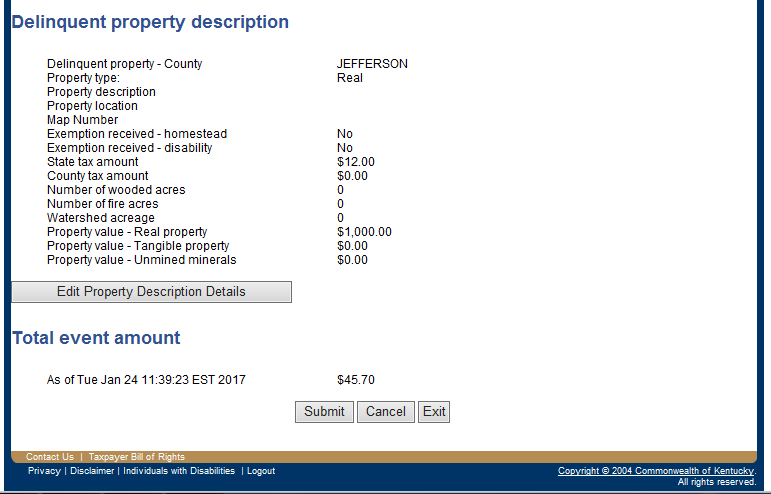 Delinquent property description
Delinquent property - County JEFFERSON
Property type: Real
Property description
Property location
Map Number
Exemption received - homestead No
Exemption received - disability No
State tax amount $12.00
County tax amount $0.00
Number of wooded acres 0
Number of fire acres 0
Watershed acreage 0
Property value - Real property $1,000.00
Property value - Tangible property $0.00
Property value - Unmined minerals $0.00
Edit Property Description Details
Total event amount
As of Tue Jan 24 11:39:23 EST 2017 $45.70
Submit Cancel Exit
Contact Us | Taxpayer Bill of Rights
Privacy | Disclaimer | Individuals with Disabilities | Logout Copyright © 2004 Commonwealth of Kentucky.
All rights reserved.